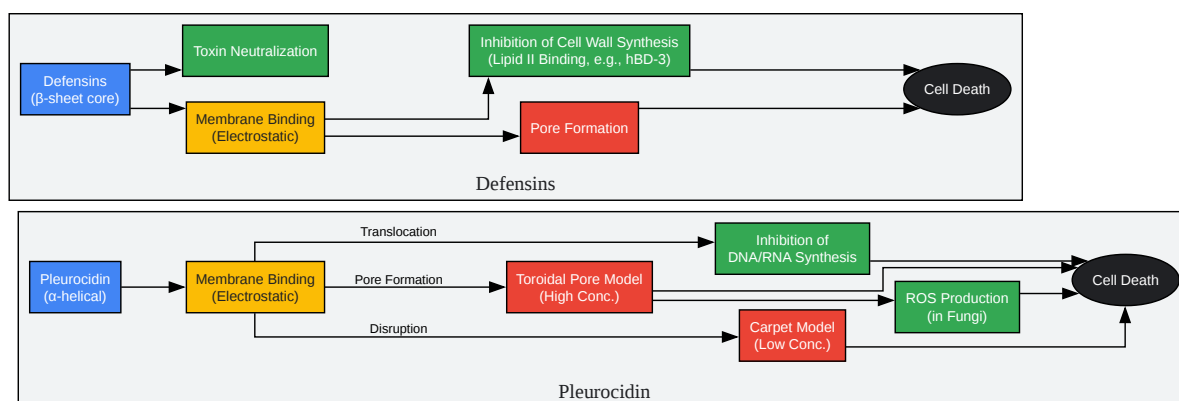 Toxin Neutralization
Inhibition of Cell Wall Synthesis
(Lipid II Binding, e.g., hBD-3)
Defensins
(β-sheet core)
Cell Death
Membrane Binding
(Electrostatic)
Pore Formation
Defensins
Translocation
Inhibition of
DNA/RNA Synthesis
Pleurocidin
(α-helical)
Membrane Binding
(Electrostatic)
Pore Formation
Toroidal Pore Model
(High Conc.)
Cell Death
ROS Production
(in Fungi)
Disruption
Carpet Model
(Low Conc.)
Pleurocidin